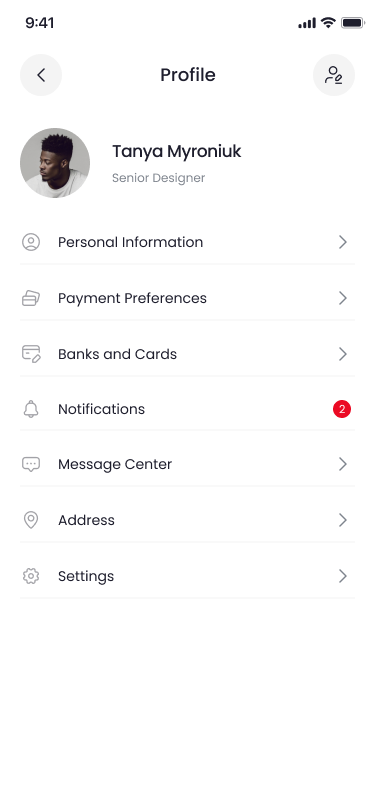 9:41
Profile
Tanya Myroniuk
Senior Designer
Personal Information
Payment Preferences
Banks and Cards
Notifications 2
Message Center
Address
Settings